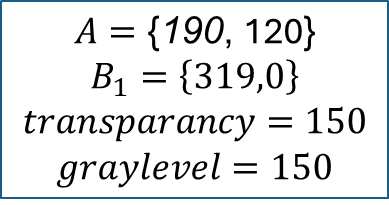 A = {190, 120}
B₁ = {319,0}
transparancy = 150
graylevel = 150